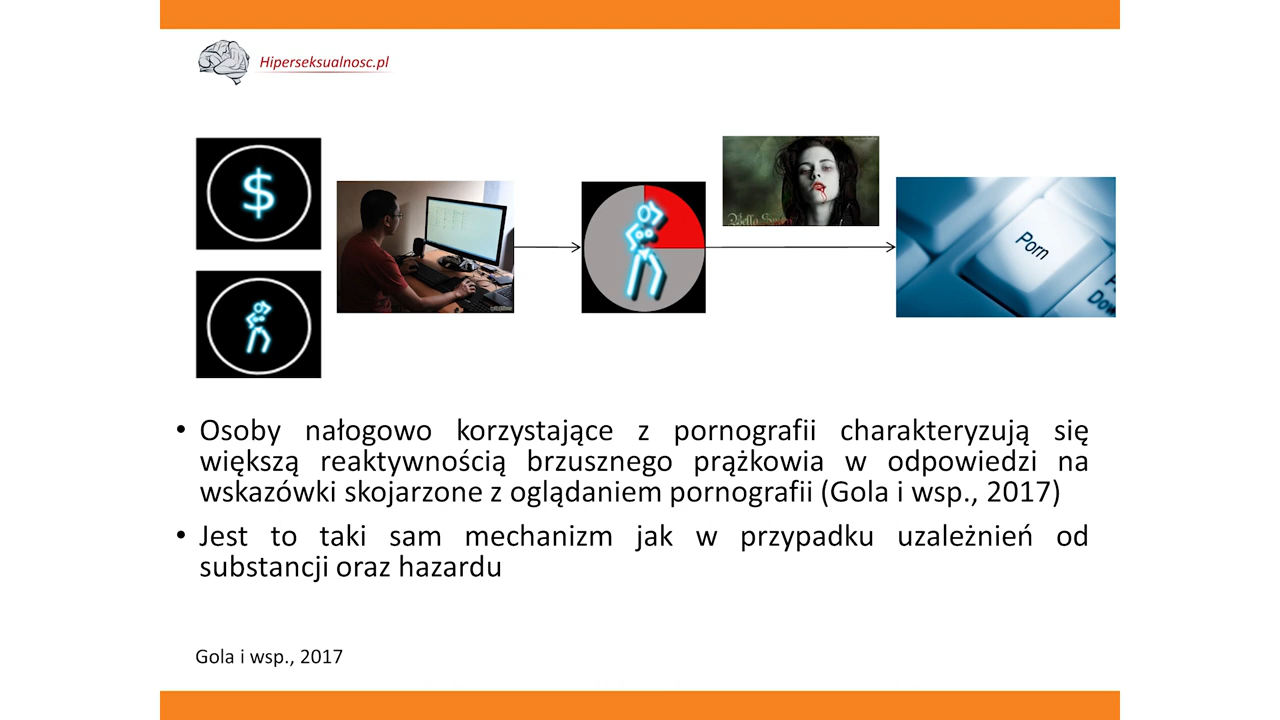 Hiperseksualnosc.pl
$
Porn
• Osoby nałogowo korzystające z pornografii charakteryzują się
większą reaktywnością brzusznego prążkowia w odpowiedzi na
wskazówki skojarzone z oglądaniem pornografii (Gola i wsp., 2017)
• Jest to taki sam mechanizm jak w przypadku uzależnień od
substancji oraz hazardu
Gola i wsp., 2017